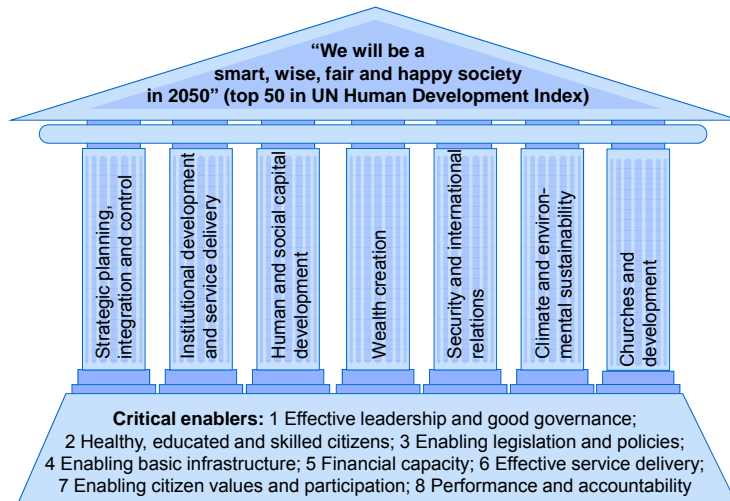 “We will be a
smart, wise, fair and happy society
in 2050” (top 50 in UN Human Development Index)
Strategic planning,
integration and control
Institutional development
and service delivery
Human and social capital
development
Wealth creation
Security and international
relations
Climate and environ-
mental sustainability
Churches and
development
Critical enablers: 1 Effective leadership and good governance;
2 Healthy, educated and skilled citizens; 3 Enabling legislation and policies;
4 Enabling basic infrastructure; 5 Financial capacity; 6 Effective service delivery;
7 Enabling citizen values and participation; 8 Performance and accountability